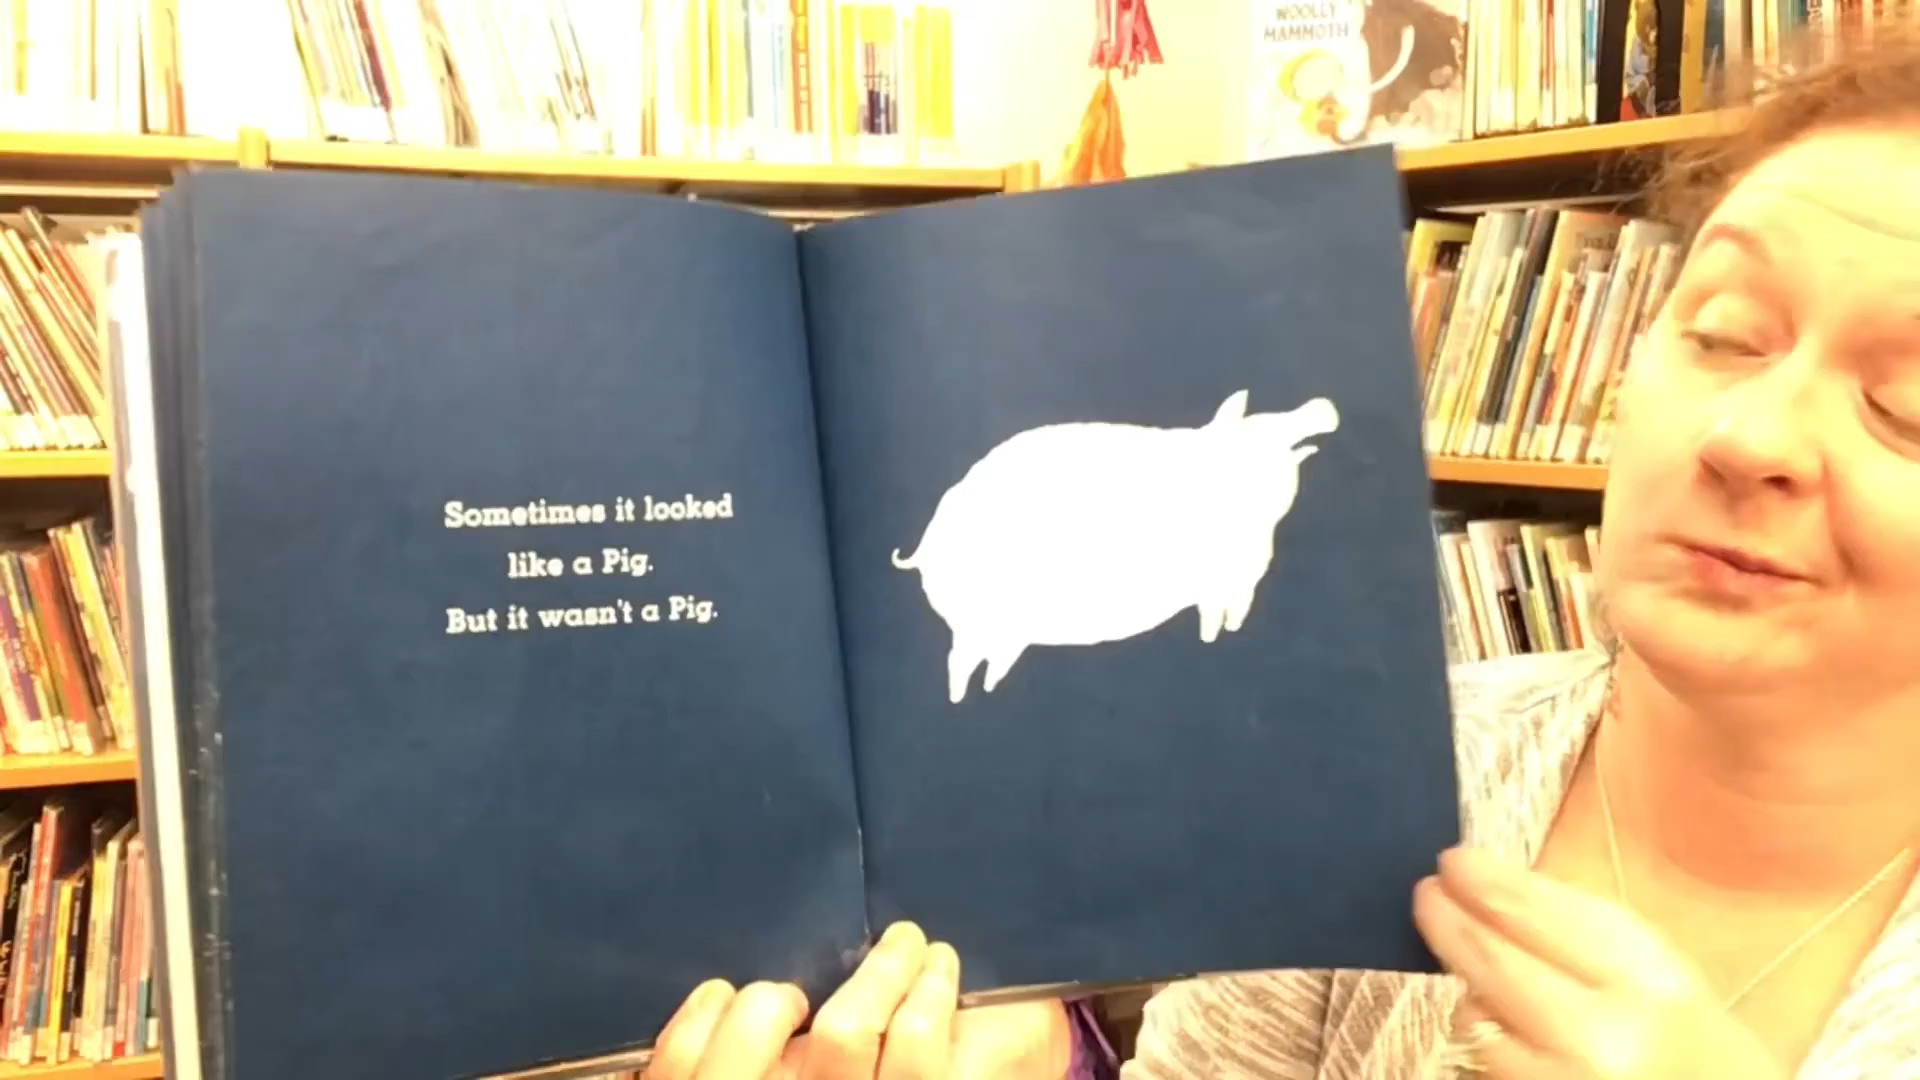 WOOLLY
MAMMOTH
Sometimes it looked
like a Pig.
But it wasn't a Pig.